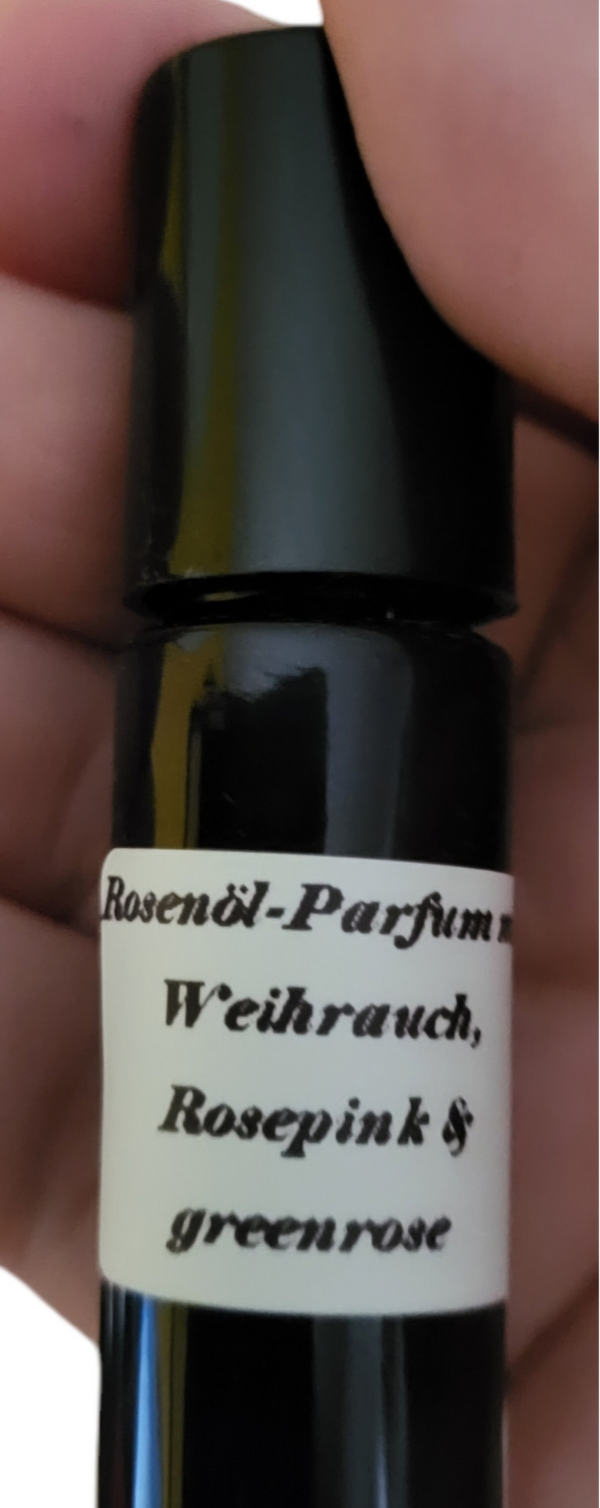 Rosenöl-Parfum
Weihrauch,
Rosepink &
greenrose